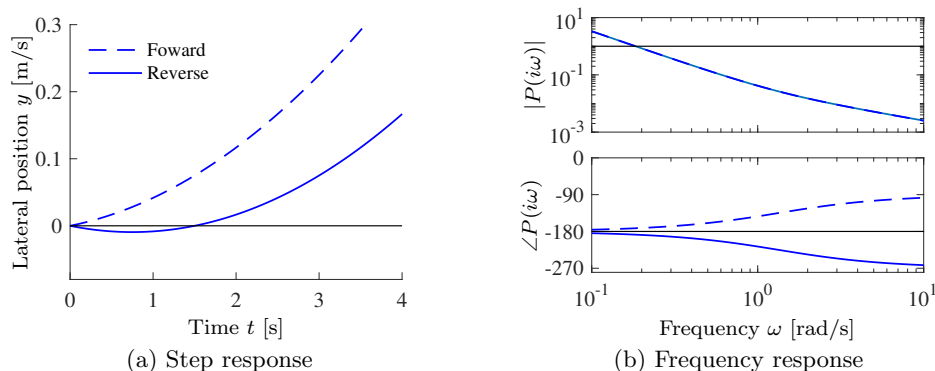 0.3
0.2
0.1
0
Lateral position y [m/s]
Foward
Reverse
0 1 2 3 4
Time t [s]
(a) Step response
10^1
10^-1
10^-3
|P(iω)|
0
-90
-180
-270
∠P(iω)
10^-1 10^0 10^1
Frequency ω [rad/s]
(b) Frequency response